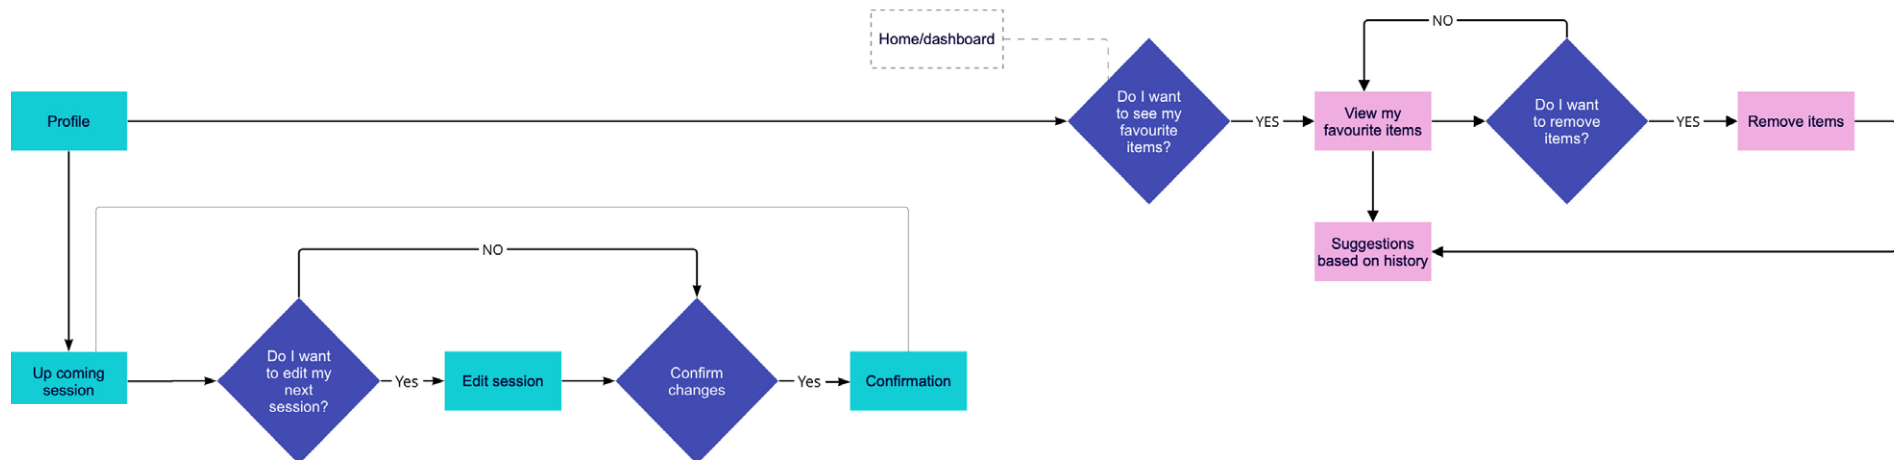 NO
Home/dashboard
Profile
Do I want
to see my
favourite
items?
YES
View my
favourite items
Do I want
to remove
items?
YES
Remove items
Suggestions
based on history
NO
Up coming
session
Do I want
to edit my
next
session?
Yes
Edit session
Confirm
changes
Yes
Confirmation